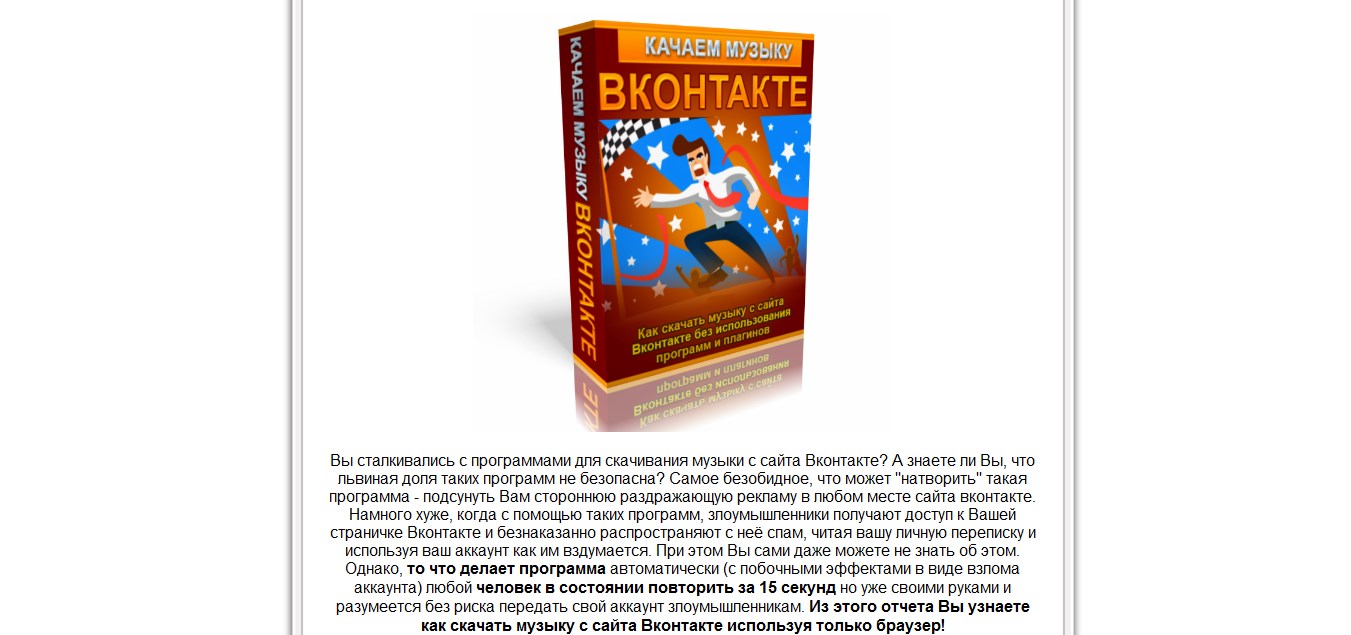 КАЧАЕМ МУЗЫКУ
ВКОНТАКТЕ
КАЧАЕМ МУЗЫКУ ВКОНТАКТЕ
Как скачать музыку с сайта
Вконтакте без использования
программ и плагинов
Вы сталкивались с программами для скачивания музыки с сайта Вконтакте? А знаете ли Вы, что
львиная доля таких программ не безопасна? Самое безобидное, что может "натворить" такая
программа - подсунуть Вам стороннюю раздражающую рекламу в любом месте сайта вконтакте.
Намного хуже, когда с помощью таких программ, злоумышленники получают доступ к Вашей
страничке Вконтакте и безнаказанно распространяют с неё спам, читая вашу личную переписку и
используя ваш аккаунт как им вздумается. При этом Вы сами даже можете не знать об этом.
Однако, то что делает программа автоматически (с побочными эффектами в виде взлома
аккаунта) любой человек в состоянии повторить за 15 секунд но уже своими руками и
разумеется без риска передать свой аккаунт злоумышленникам. Из этого отчета Вы узнаете
как скачать музыку с сайта Вконтакте используя только браузер!